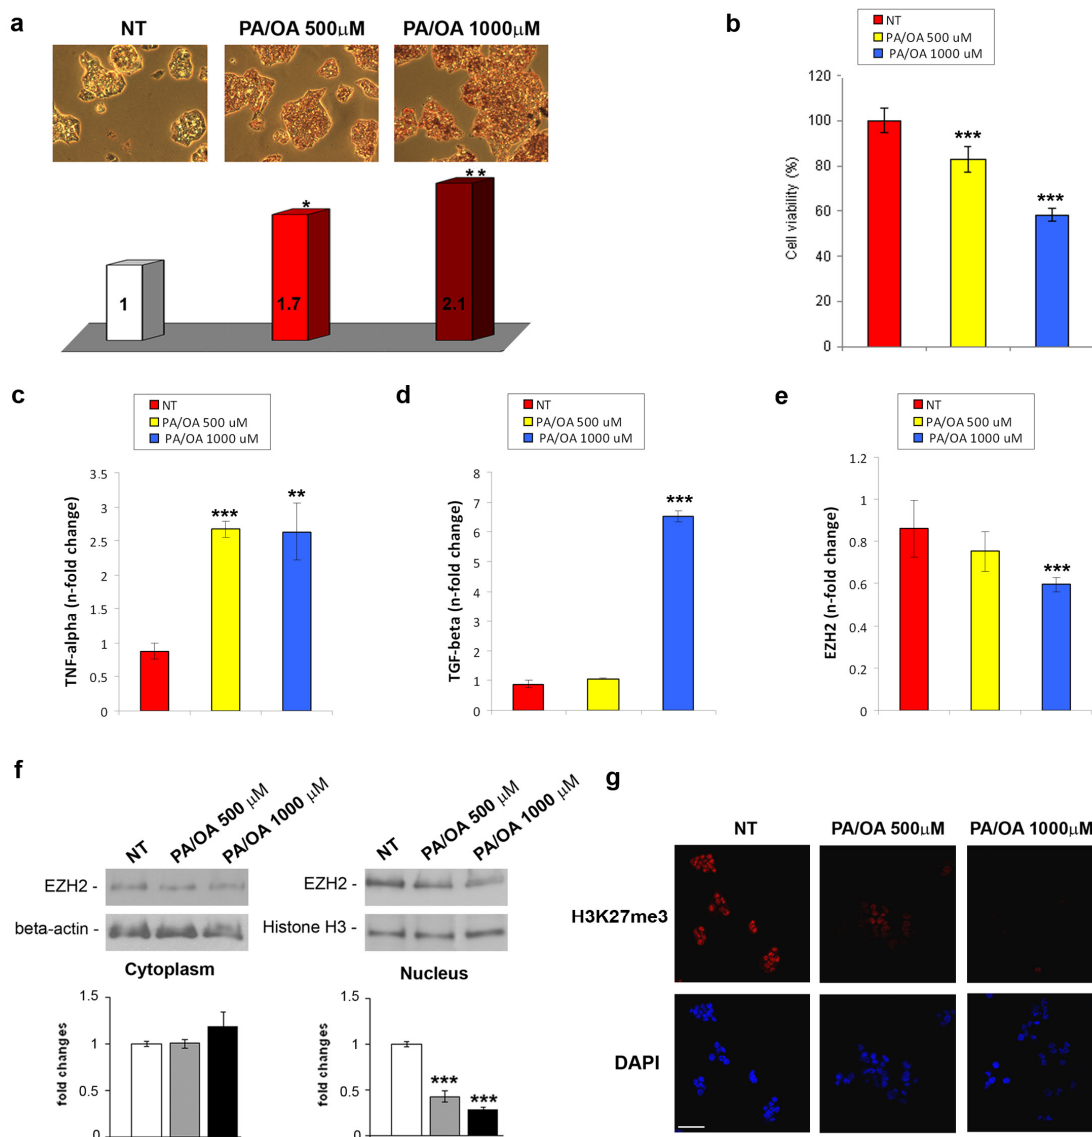 a
NT PA/OA 500μM PA/OA 1000μM
*
**
1
1.7
2.1
b
NT
PA/OA 500 uM
PA/OA 1000 uM
Cell viability (%)
120
100
80
60
40
20
0
***
***
c
NT
PA/OA 500 uM
PA/OA 1000 uM
TNF-alpha (n-fold change)
3.5
3
2.5
2
1.5
1
0.5
0
***
**
d
NT
PA/OA 500 uM
PA/OA 1000 uM
TGF-beta (n-fold change)
8
7
6
5
4
3
2
1
0
***
e
NT
PA/OA 500 uM
PA/OA 1000 uM
EZH2 (n-fold change)
1.2
1
0.8
0.6
0.4
0.2
0
***
f
NT PA/OA 500 μM PA/OA 1000 μM
EZH2 -
beta-actin -
Cytoplasm
fold changes
1.5
1
0.5
0
NT PA/OA 500 μM PA/OA 1000 μM
EZH2 -
Histone H3 -
Nucleus
fold changes
1.5
1
0.5
0
***
***
g
NT PA/OA 500μM PA/OA 1000μM
H3K27me3
DAPI